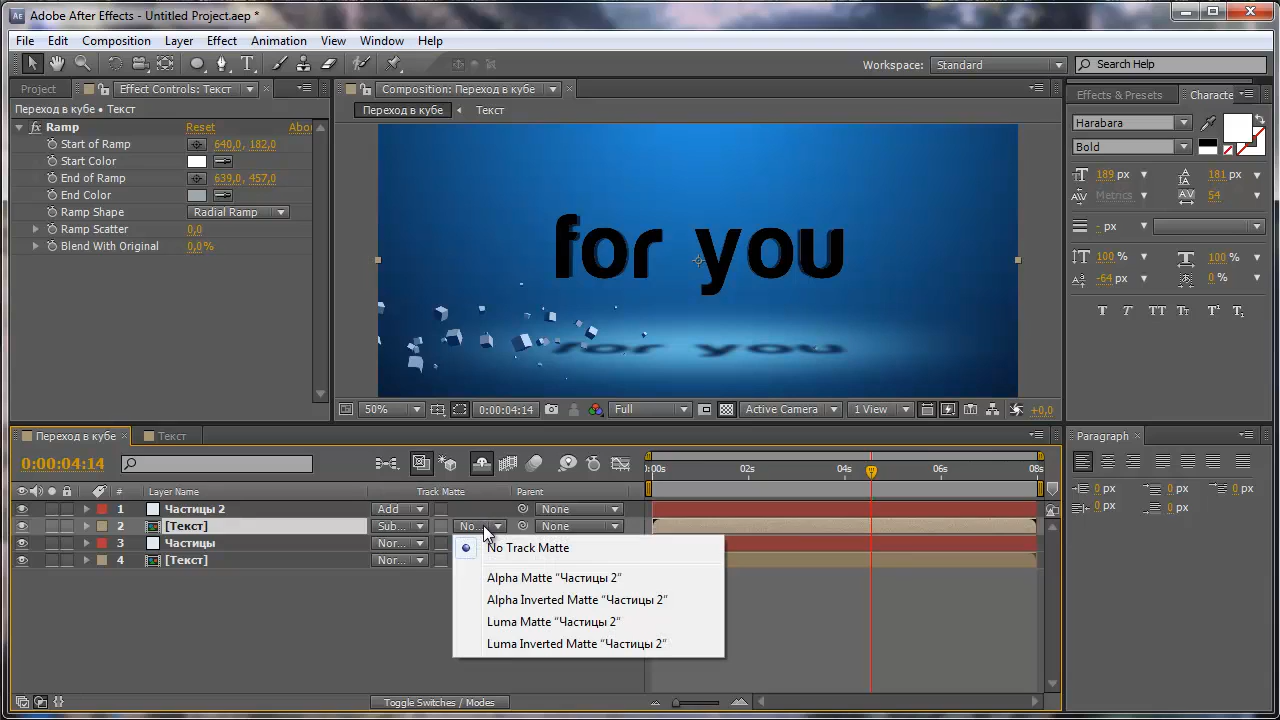 Adobe After Effects - Untitled Project.aep *
File Edit Composition Layer Effect Animation View Window Help
Workspace: Standard Search Help
Project Effect Controls: Текст
Переход в кубе • Текст
fx Ramp Reset Abou
Start of Ramp 640,0, 182,0
Start Color
End of Ramp 639,0, 457,0
End Color
Ramp Shape Radial Ramp
Ramp Scatter 0,0
Blend With Original 0,0%
Composition: Переход в кубе
Переход в кубе Текст
for you
50% 0:00:04:14 Full Active Camera 1 View +0,0
Effects & Presets Characte
Harabara
Bold
189 px 181 px
Metrics 54
- px
100 % 100 %
-64 px 0 %
T T TT Tт T¹ T₁
Paragraph
0 px 0 px
0 px 0 px
0 px
Переход в кубе Текст
0:00:04:14
# Layer Name Track Matte Parent
0:00s 02s 04s 06s 08s
1 Частицы 2 Add None
2 [Текст] Sub... No... None
3 Частицы Nor...
4 [Текст] Nor...
No Track Matte
Alpha Matte "Частицы 2"
Alpha Inverted Matte "Частицы 2"
Luma Matte "Частицы 2"
Luma Inverted Matte "Частицы 2"
Toggle Switches / Modes